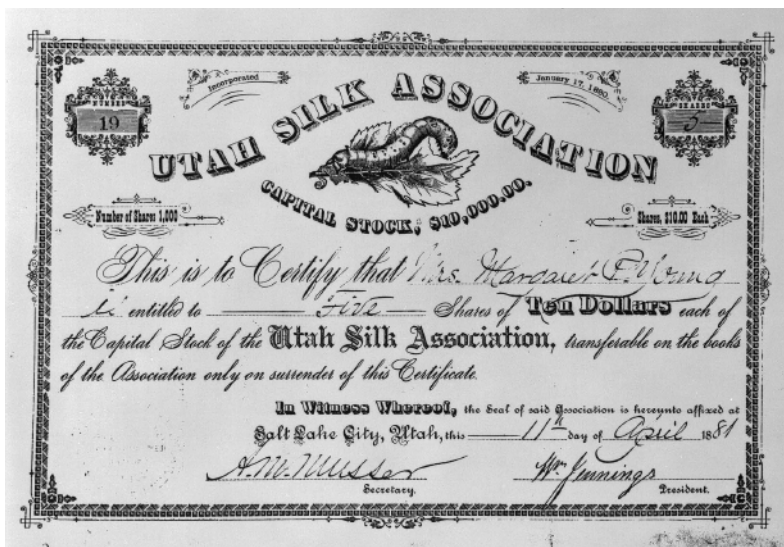 Incorporated January 17, 1880.
NUMBER 19
SHARES 5
UTAH SILK ASSOCIATION
CAPITAL STOCK, $10,000.00.
Number of Shares 1,000 Shares, $10.00 Each
This is to Certify that Mrs. Margaret P. Young
is entitled to Five Shares of Ten Dollars each of
the Capital Stock of the Utah Silk Association, transferable on the books
of the Association only on surrender of this Certificate.
In Witness Whereof, the Seal of said Association is hereunto affixed at
Salt Lake City, Utah, this 11th day of April 1881
A. M. Musser Wm Jennings
Secretary. President.